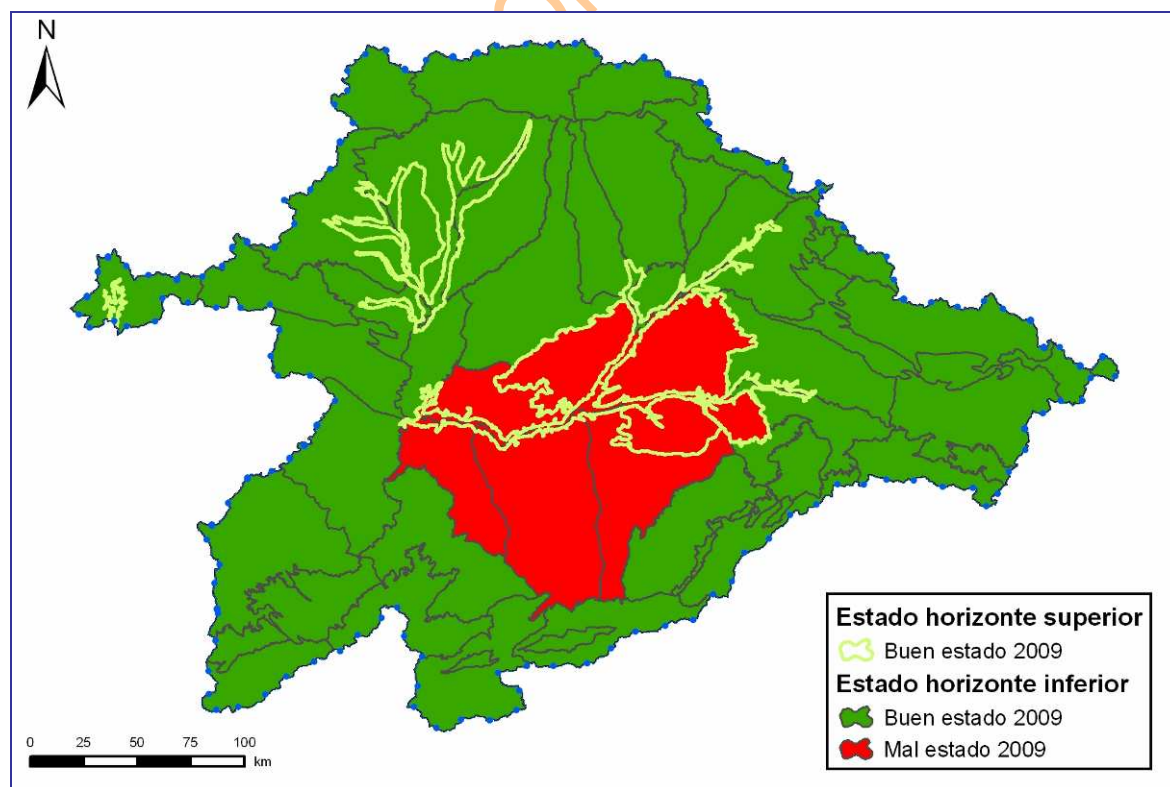 N
Estado horizonte superior
Buen estado 2009
Estado horizonte inferior
Buen estado 2009
Mal estado 2009
0 25 50 75 100
km